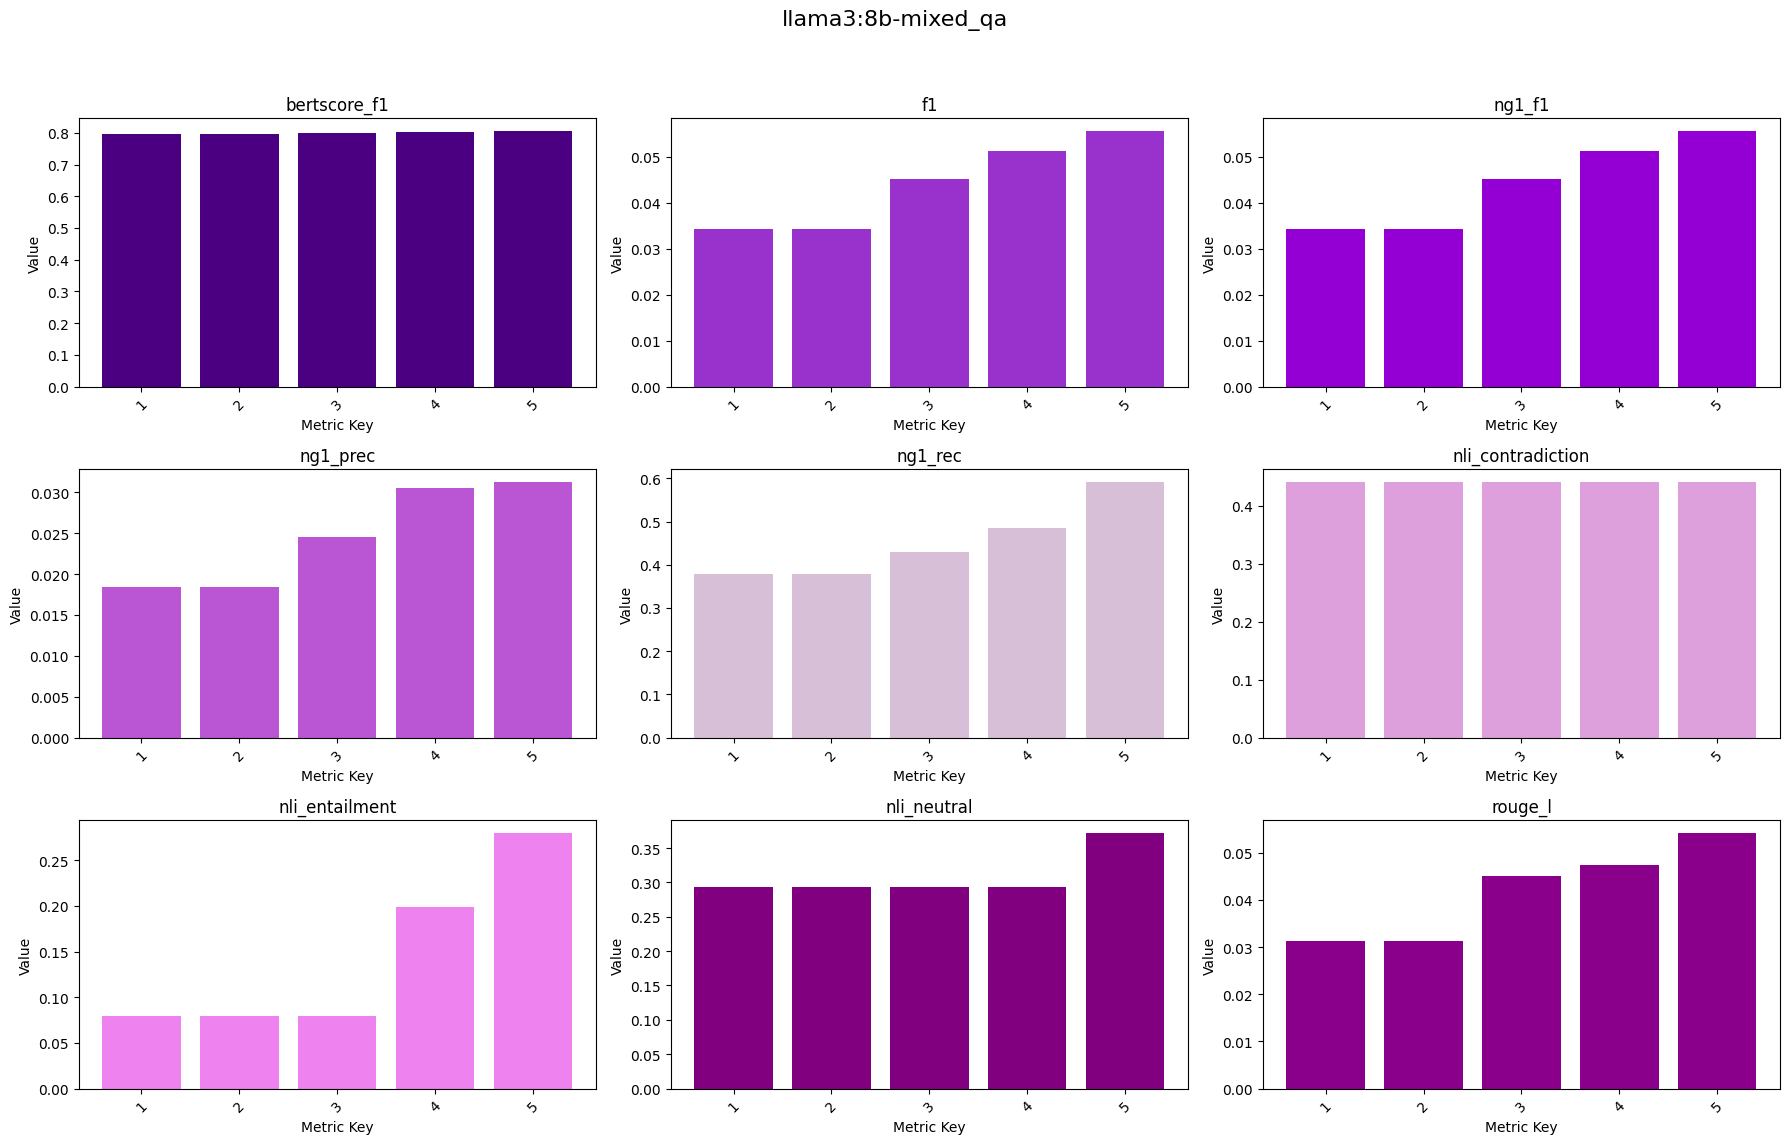 llama3:8b-mixed_qa
bertscore_f1
0.8
0.7
0.6
0.5
0.4
0.3
0.2
0.1
0.0
Value
1 2 3 4 5
Metric Key
f1
0.05
0.04
0.03
0.02
0.01
0.00
Value
1 2 3 4 5
Metric Key
ng1_f1
0.05
0.04
0.03
0.02
0.01
0.00
Value
1 2 3 4 5
Metric Key
ng1_prec
0.030
0.025
0.020
0.015
0.010
0.005
0.000
Value
1 2 3 4 5
Metric Key
ng1_rec
0.6
0.5
0.4
0.3
0.2
0.1
0.0
Value
1 2 3 4 5
Metric Key
nli_contradiction
0.4
0.3
0.2
0.1
0.0
Value
1 2 3 4 5
Metric Key
nli_entailment
0.25
0.20
0.15
0.10
0.05
0.00
Value
1 2 3 4 5
Metric Key
nli_neutral
0.35
0.30
0.25
0.20
0.15
0.10
0.05
0.00
Value
1 2 3 4 5
Metric Key
rouge_l
0.05
0.04
0.03
0.02
0.01
0.00
Value
1 2 3 4 5
Metric Key